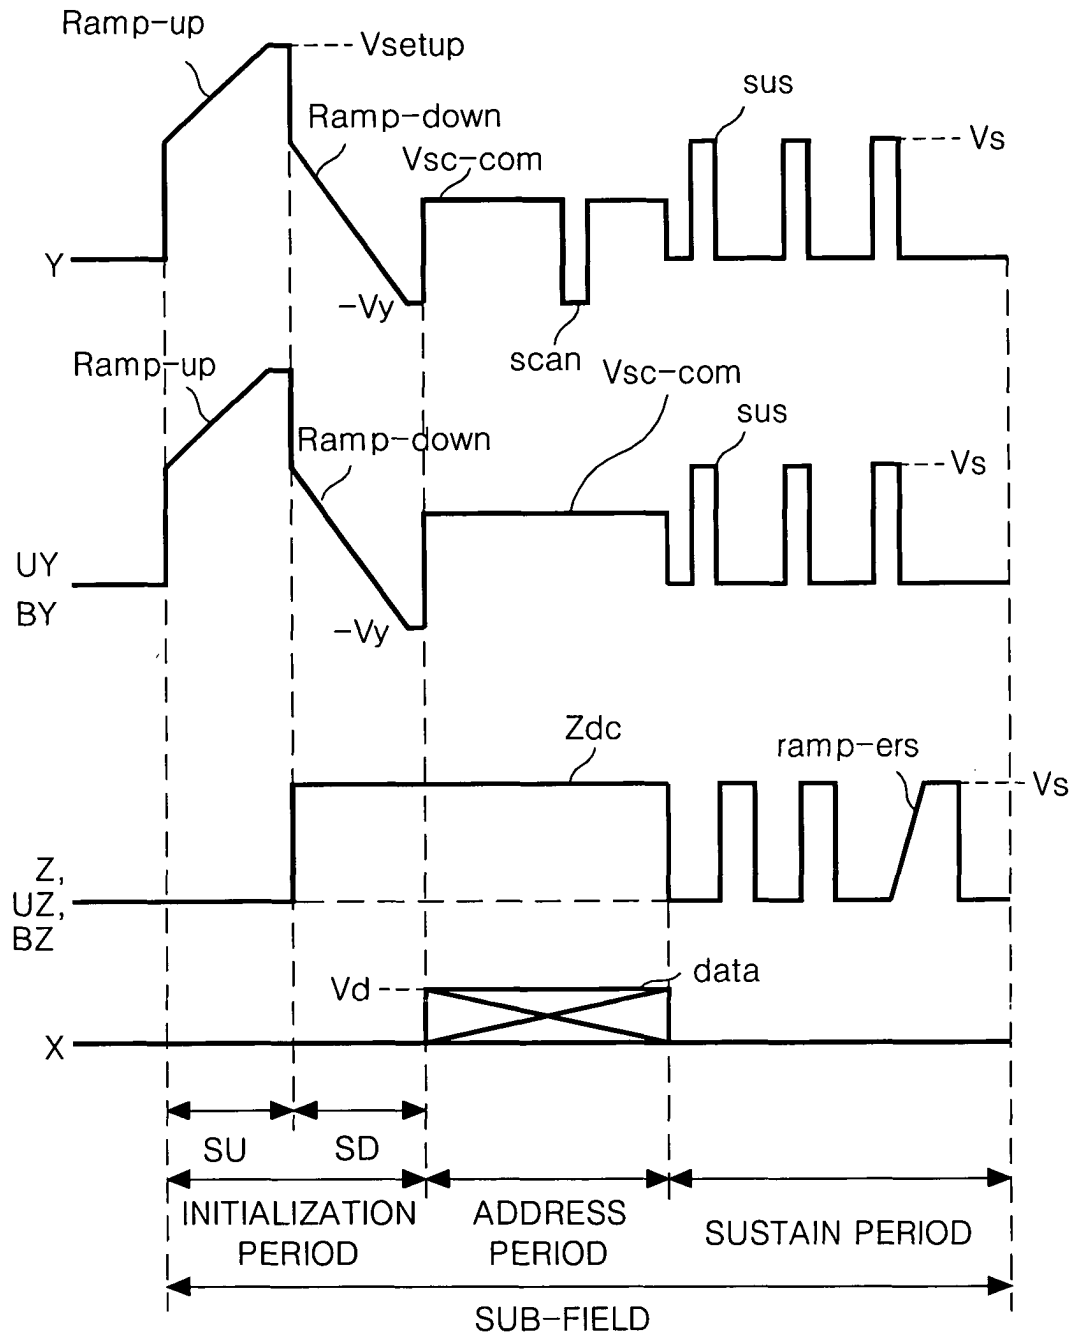 Ramp-up
Vsetup
Ramp-down
Vsc-com
sus
Vs
Y
-Vy
scan
Ramp-up
Vsc-com
Ramp-down
sus
Vs
UY
BY
-Vy
Zdc
ramp-ers
Vs
Z,
UZ,
BZ
Vd
data
X
SU
SD
INITIALIZATION
PERIOD
ADDRESS
PERIOD
SUSTAIN PERIOD
SUB-FIELD